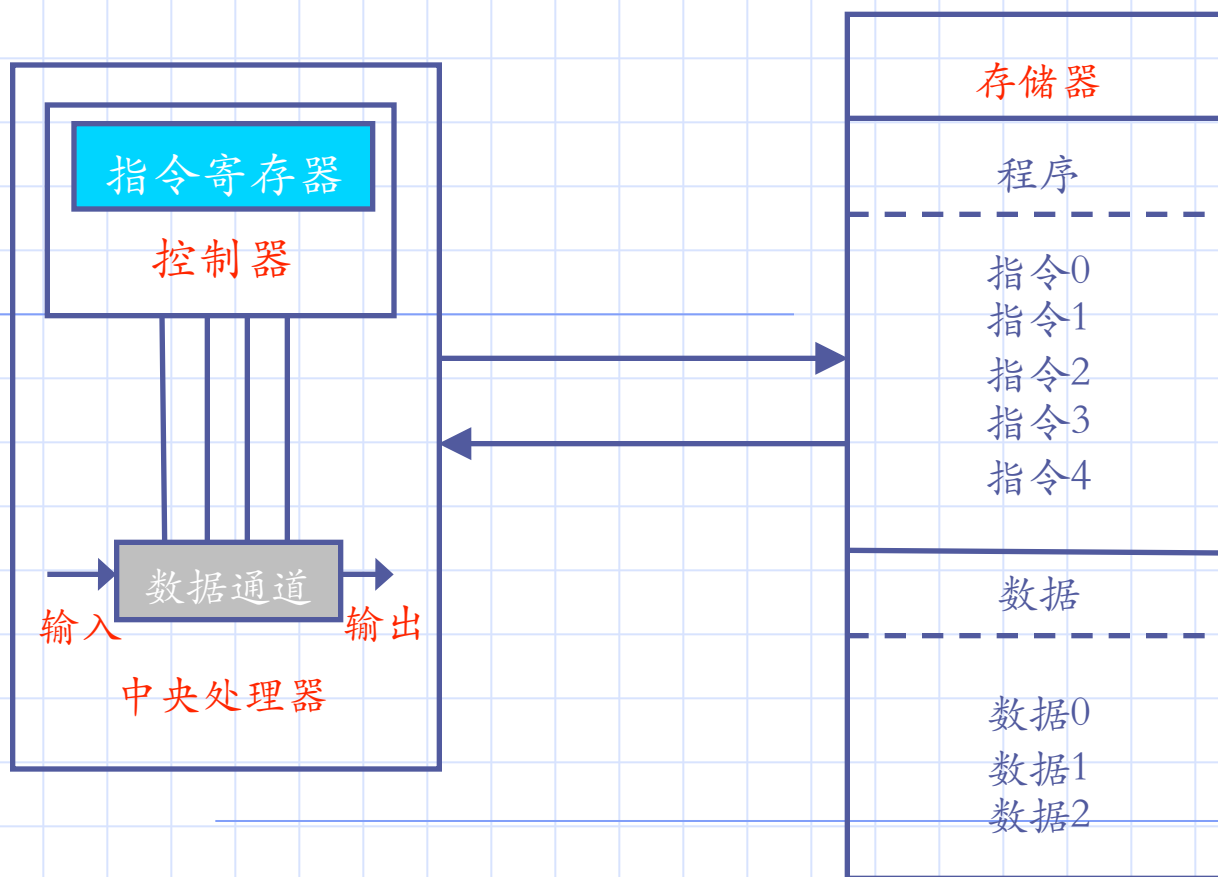 指令寄存器
控制器
数据通道
输入
输出
中央处理器
存储器
程序
指令0
指令1
指令2
指令3
指令4
数据
数据0
数据1
数据2